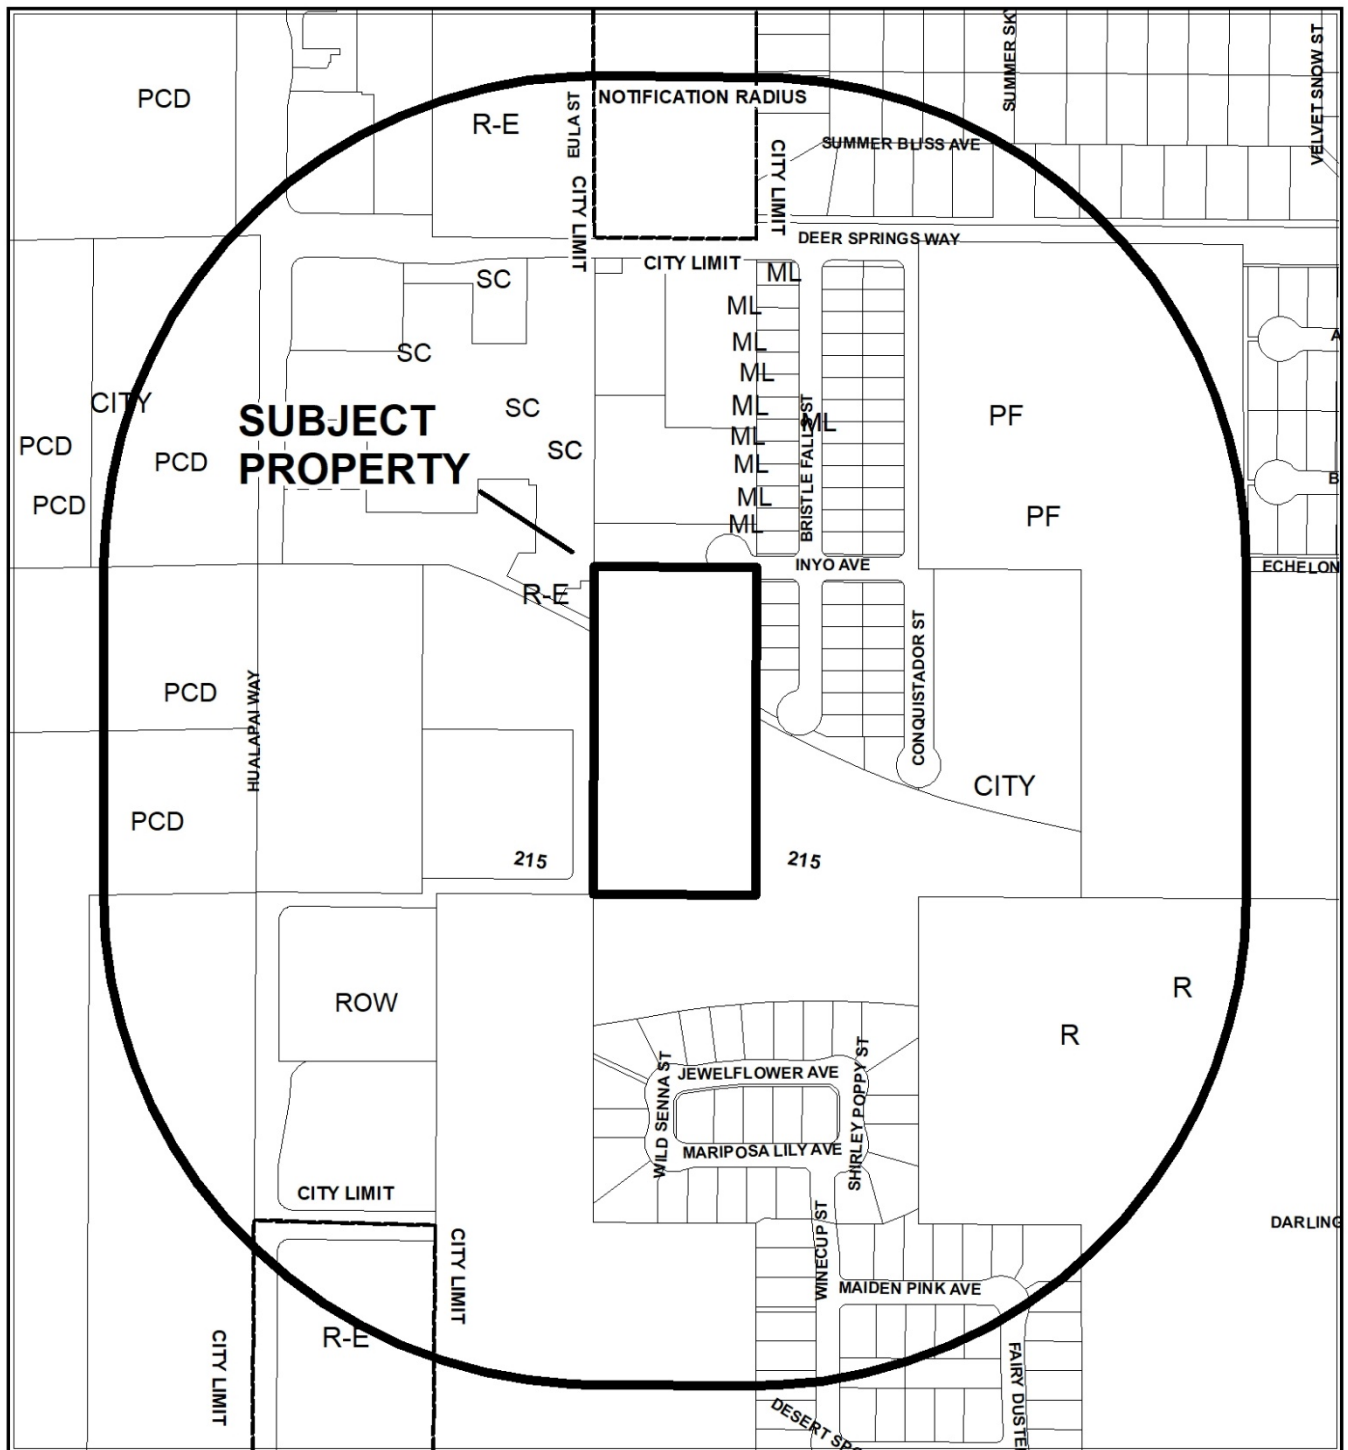 SUMMER SK
VELVET SNOW ST
PCD
NOTIFICATION RADIUS
EULA ST
R-E
SUMMER BLISS AVE
CITY LIMIT
CITY LIMIT
DEER SPRINGS WAY
CITY LIMIT
SC
ML
ML
A
ML
SC
ML
CITY
SC
ML
PF
SUBJECT
PROPERTY
ML
BRISTLE FALLS ST
ML
PCD
SC
PCD
ML
B
PCD
ML
PF
ML
INYO AVE
ECHELON
R-E
CONQUISTADOR ST
PCD
HUALAPAI WAY
CITY
PCD
215
215
ROW
R
R
JEWELFLOWER AVE
WILD SENNA ST
SHIRLEY POPPY ST
MARIPOSA LILY AVE
CITY LIMIT
WINECUP ST
DARLING
CITY LIMIT
MAIDEN PINK AVE
CITY LIMIT
R-E
FAIRY DUSTE
DESERT SPO